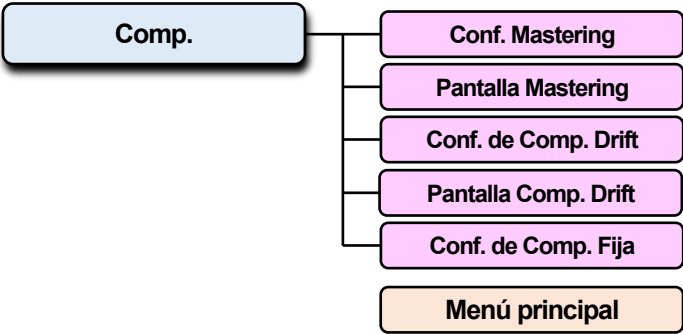 Comp.
Conf. Mastering
Pantalla Mastering
Conf. de Comp. Drift
Pantalla Comp. Drift
Conf. de Comp. Fija
Menú principal